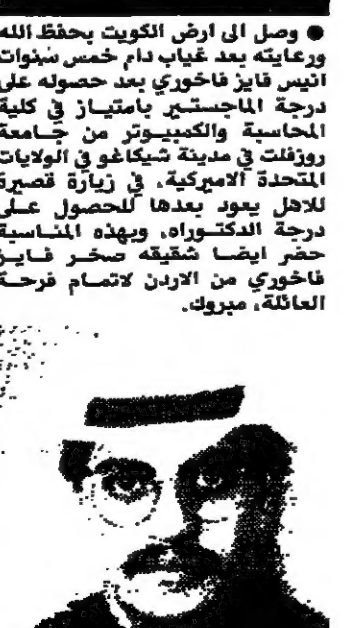 ● وصل الى ارض الكويت بحفظ الله
ورعايته بعد غياب دام خمس سنوات
انيس فايز فاخوري بعد حصوله على
درجة الماجستير بامتياز في كلية
المحاسبة والكمبيوتر من جامعة
روزفلت في مدينة شيكاغو في الولايات
المتحدة الاميركية، في زيارة قصيرة
للاهل يعود بعدها للحصول على
درجة الدكتوراه، وبهذه المناسبة
حضر ايضا شقيقه صخر فايز
فاخوري من الاردن لاتمام فرحة
العائلة، مبروك.